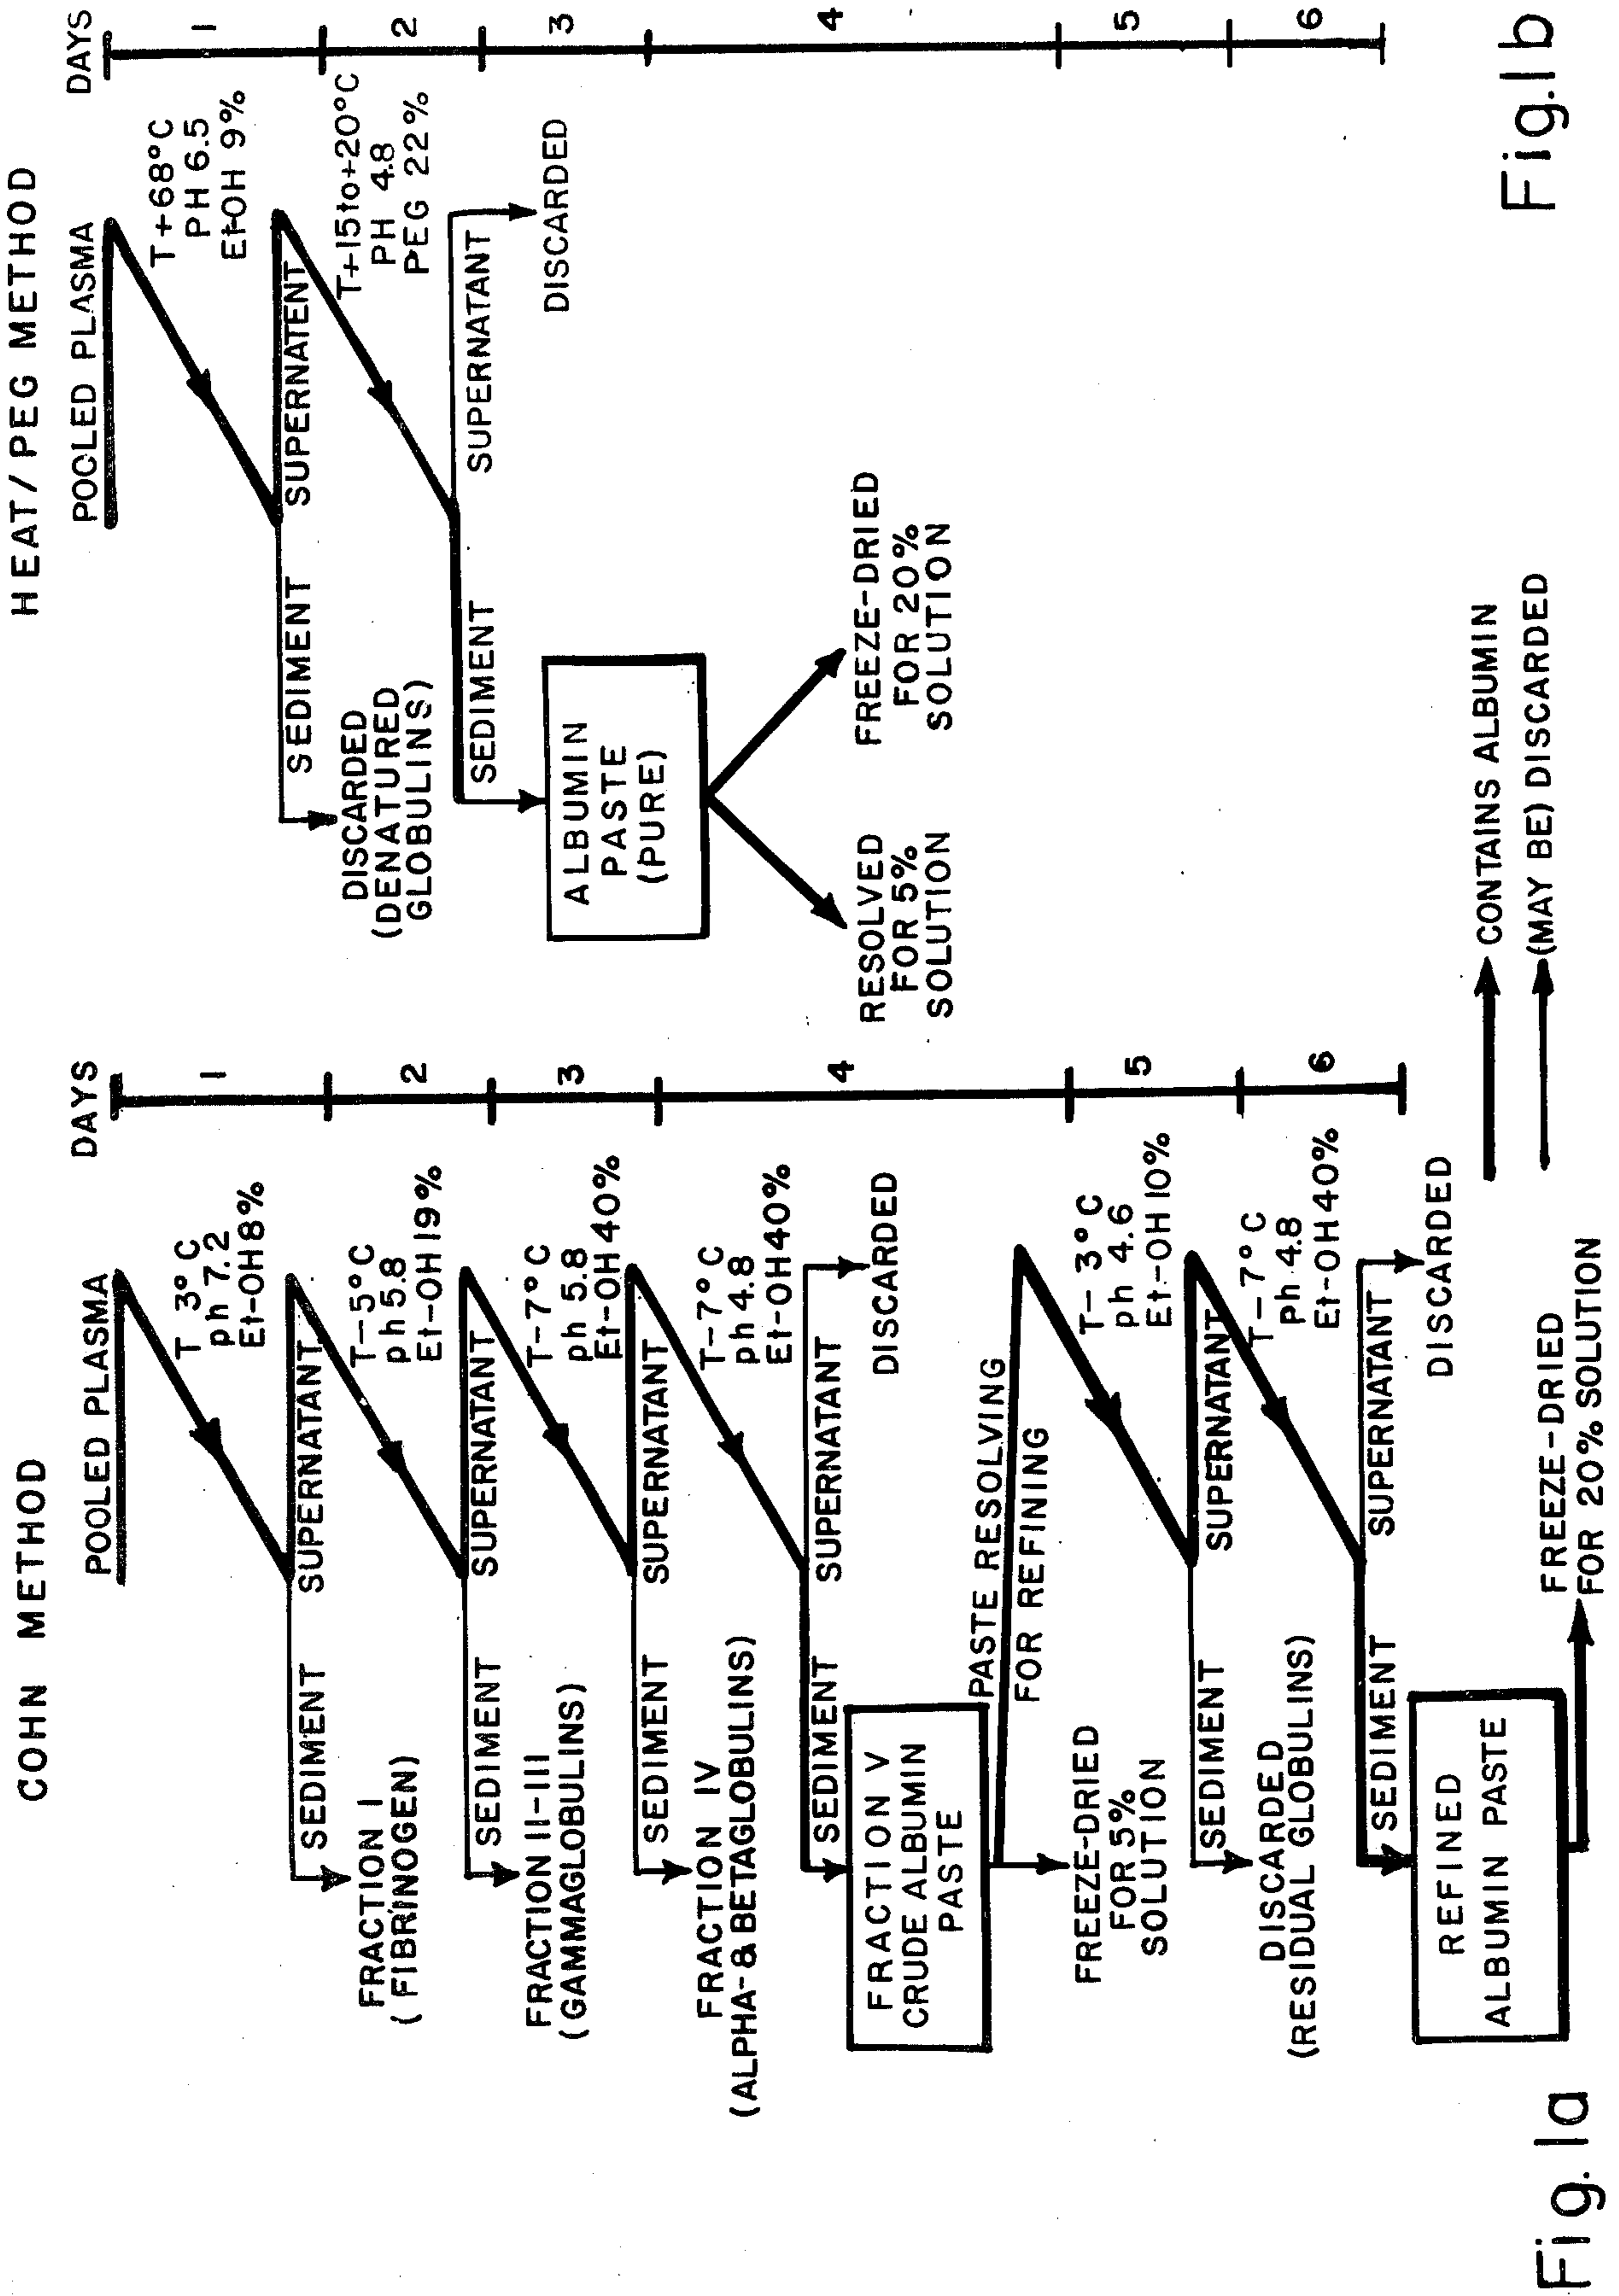 COHN METHOD
POOLED PLASMA
DAYS
T 3°C
ph 7.2
Et-OH 8%
1
SEDIMENT
SUPERNATANT
FRACTION I
(FIBRINOGEN)
T-5°C
ph 5.8
Et-OH 19%
2
SEDIMENT
SUPERNATANT
FRACTION II-III
(GAMMAGLOBULINS)
T-7°C
ph 5.8
Et-OH 40%
3
SEDIMENT
SUPERNATANT
FRACTION IV
(ALPHA-& BETAGLOBULINS)
T-7°C
ph 4.8
Et-OH 40%
4
SEDIMENT
SUPERNATANT
DISCARDED
FRACTION V
CRUDE ALBUMIN
PASTE
PASTE RESOLVING
FOR REFINING
FREEZE-DRIED
FOR 5%
SOLUTION
T- 3°C
ph 4.6
Et-OH 10%
5
SEDIMENT
SUPERNATANT
DISCARDED
(RESIDUAL GLOBULINS)
T-7°C
Ph 4.8
Et-OH 40%
6
SEDIMENT
SUPERNATANT
DISCARDED
REFINED
ALBUMIN PASTE
FREEZE-DRIED
FOR 20% SOLUTION
Fig. 1a
HEAT/PEG METHOD
POOLED PLASMA
DAYS
T+68°C
PH 6.5
Et-OH 9%
1
SEDIMENT
SUPERNATENT
DISCARDED
(DENATURED
GLOBULINS)
T+15to+20°C
PH 4.8
PEG 22%
2
SEDIMENT
SUPERNATANT
DISCARDED
3
ALBUMIN
PASTE
(PURE)
RESOLVED
FOR 5%
SOLUTION
FREEZE-DRIED
FOR 20%
SOLUTION
4
5
6
CONTAINS ALBUMIN
(MAY BE) DISCARDED
Fig.1b